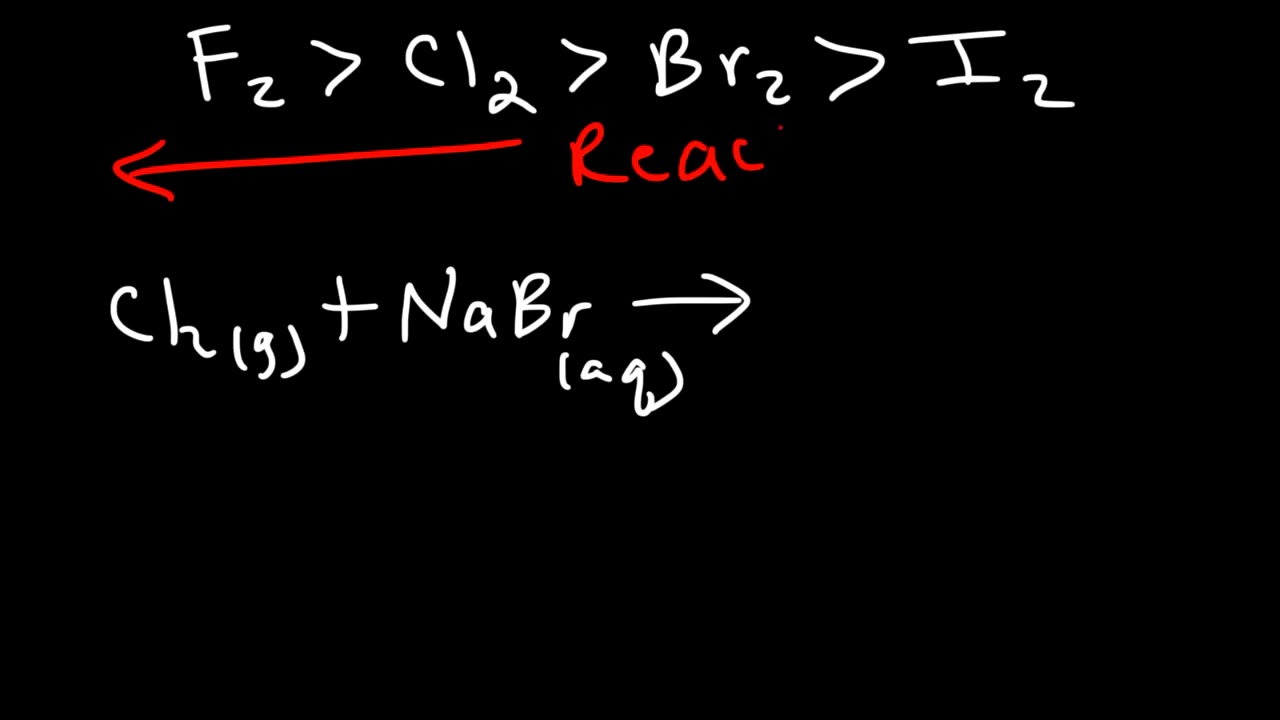 F₂ > Cl₂ > Br₂ > I₂
← Reac
Cl₂(g) + NaBr(aq) →